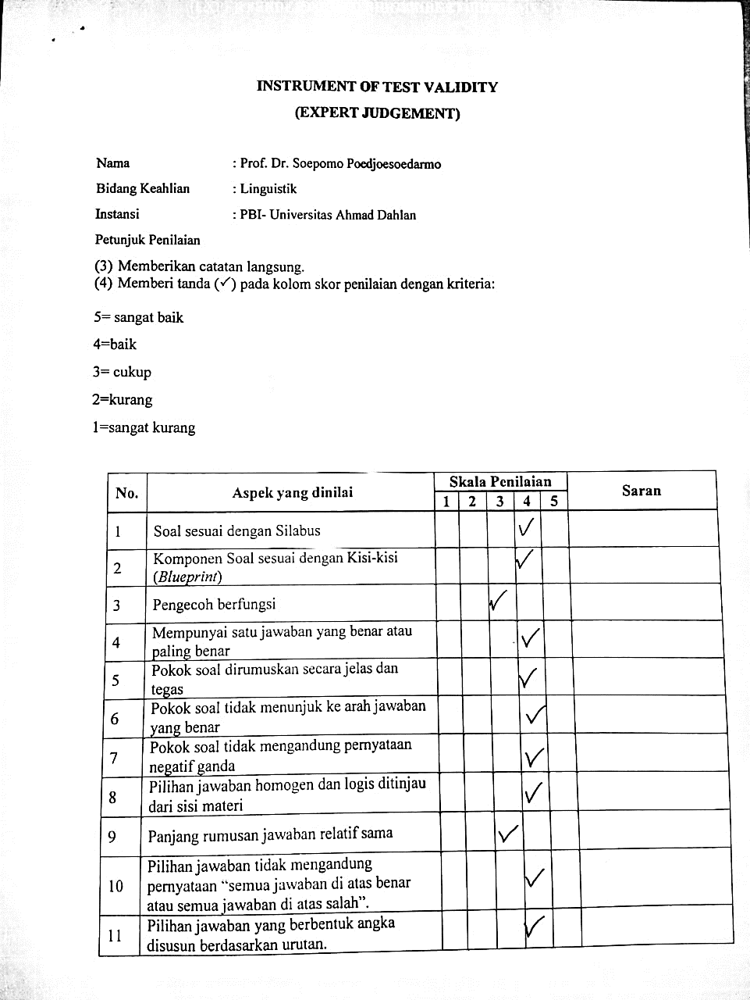 INSTRUMENT OF TEST VALIDITY
(EXPERT JUDGEMENT)
Nama : Prof. Dr. Soepomo Poedjoesoedarmo
Bidang Keahlian : Linguistik
Instansi : PBI- Universitas Ahmad Dahlan
Petunjuk Penilaian
(3) Memberikan catatan langsung.
(4) Memberi tanda (✓) pada kolom skor penilaian dengan kriteria:
5= sangat baik
4=baik
3= cukup
2=kurang
1=sangat kurang
No. Aspek yang dinilai Skala Penilaian Saran
1 2 3 4 5
1 Soal sesuai dengan Silabus ✓
2 Komponen Soal sesuai dengan Kisi-kisi ✓
(Blueprint)
3 Pengecoh berfungsi ✓
4 Mempunyai satu jawaban yang benar atau ✓
paling benar
5 Pokok soal dirumuskan secara jelas dan ✓
tegas
6 Pokok soal tidak menunjuk ke arah jawaban ✓
yang benar
7 Pokok soal tidak mengandung pernyataan ✓
negatif ganda
8 Pilihan jawaban homogen dan logis ditinjau ✓
dari sisi materi
9 Panjang rumusan jawaban relatif sama ✓
10 Pilihan jawaban tidak mengandung ✓
pernyataan “semua jawaban di atas benar
atau semua jawaban di atas salah”.
11 Pilihan jawaban yang berbentuk angka ✓
disusun berdasarkan urutan.